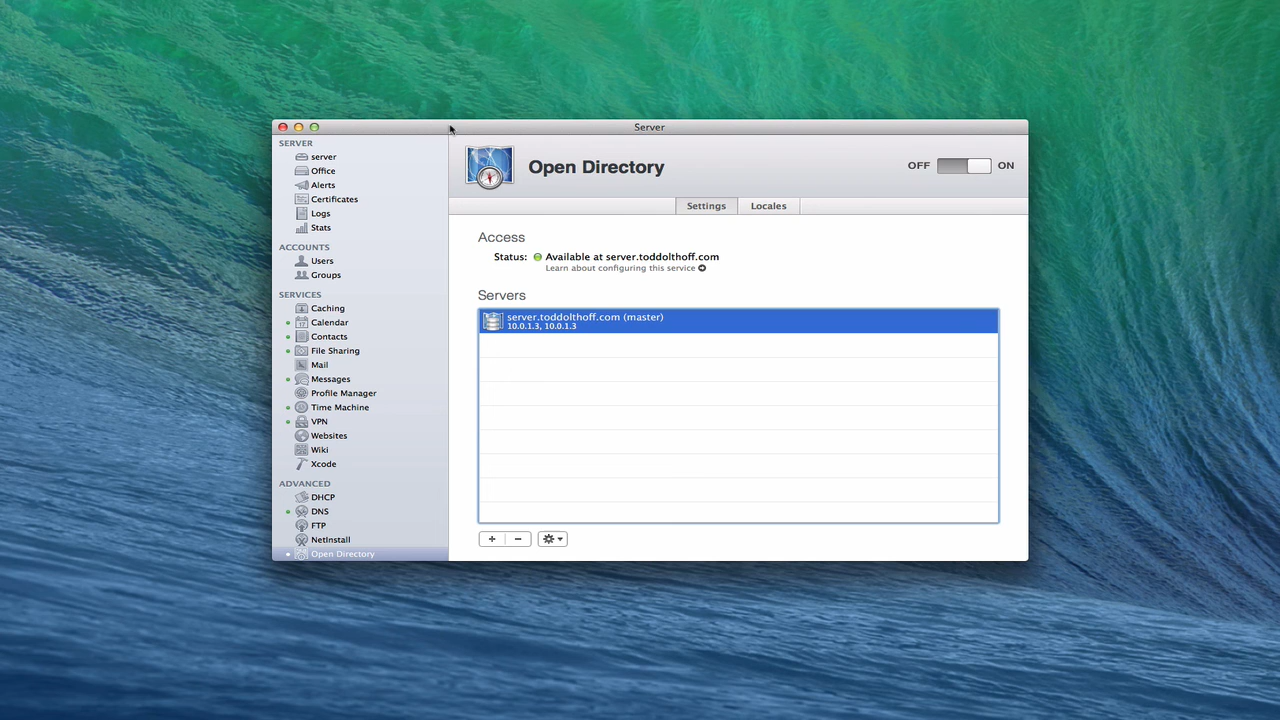 Server
SERVER
server
Office
Alerts
Certificates
Logs
Stats
ACCOUNTS
Users
Groups
SERVICES
Caching
Calendar
Contacts
File Sharing
Mail
Messages
Profile Manager
Time Machine
VPN
Websites
Wiki
Xcode
ADVANCED
DHCP
DNS
FTP
NetInstall
Open Directory
Open Directory
OFF ON
Settings Locales
Access
Status: Available at server.toddolthoff.com
Learn about configuring this service
Servers
server.toddolthoff.com (master)
10.0.1.3, 10.0.1.3